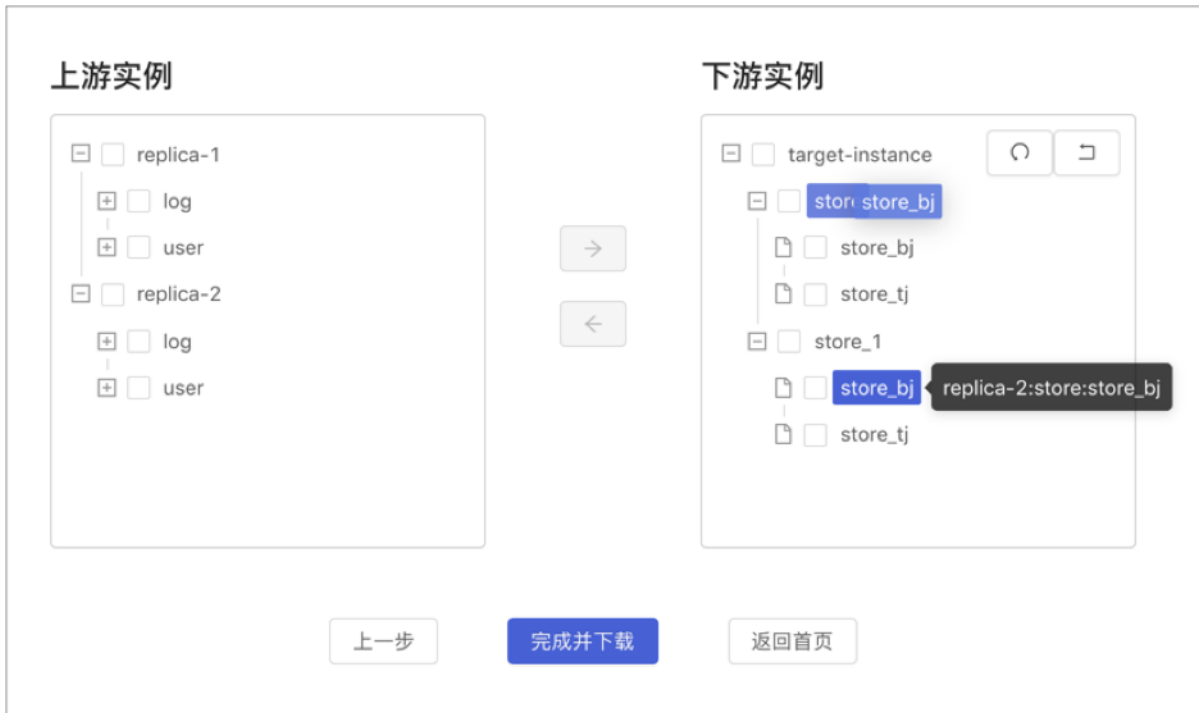 上游实例
replica-1
log
user
replica-2
log
user
下游实例
target-instance
store_bj
store_bj
store_tj
store_1
store_bj
replica-2:store:store_bj
store_tj
上一步
完成并下载
返回首页